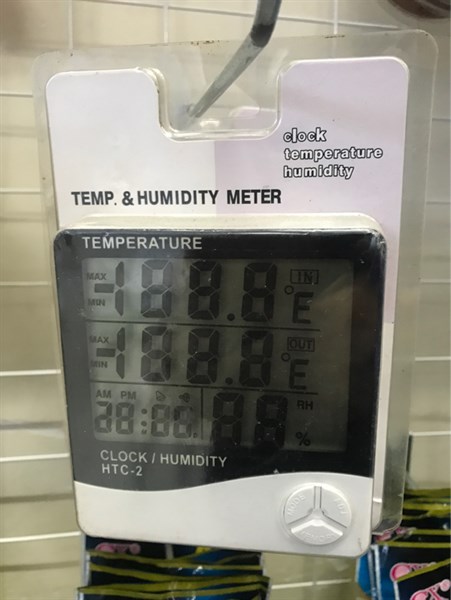 clock
temperature
humidity
TEMP. & HUMIDITY METER
TEMPERATURE
MAX
MIN
-188.8 °E
IN
MAX
MIN
-188.8 °E
OUT
AM PM
38:88
88 % RH
CLOCK / HUMIDITY
HTC-2